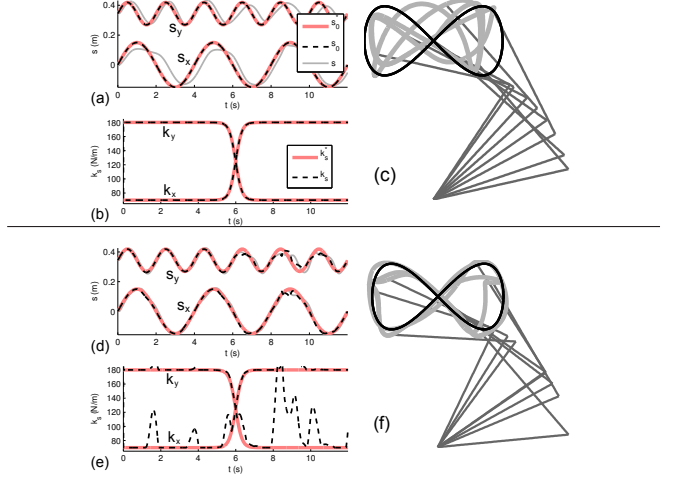 0.4
0.2
0
s (m)
s_y
s_x
s_0^*
s_0
s
0 2 4 6 8 10
t (s)
(a)
180
160
140
120
100
80
k_s (N/m)
k_y
k_x
k_s^*
k_s
0 2 4 6 8 10
t (s)
(b)
(c)
0.4
0.2
0
s (m)
s_y
s_x
0 2 4 6 8 10
t (s)
(d)
180
160
140
120
100
80
k_s (N/m)
k_y
k_x
0 2 4 6 8 10
t (s)
(e)
(f)